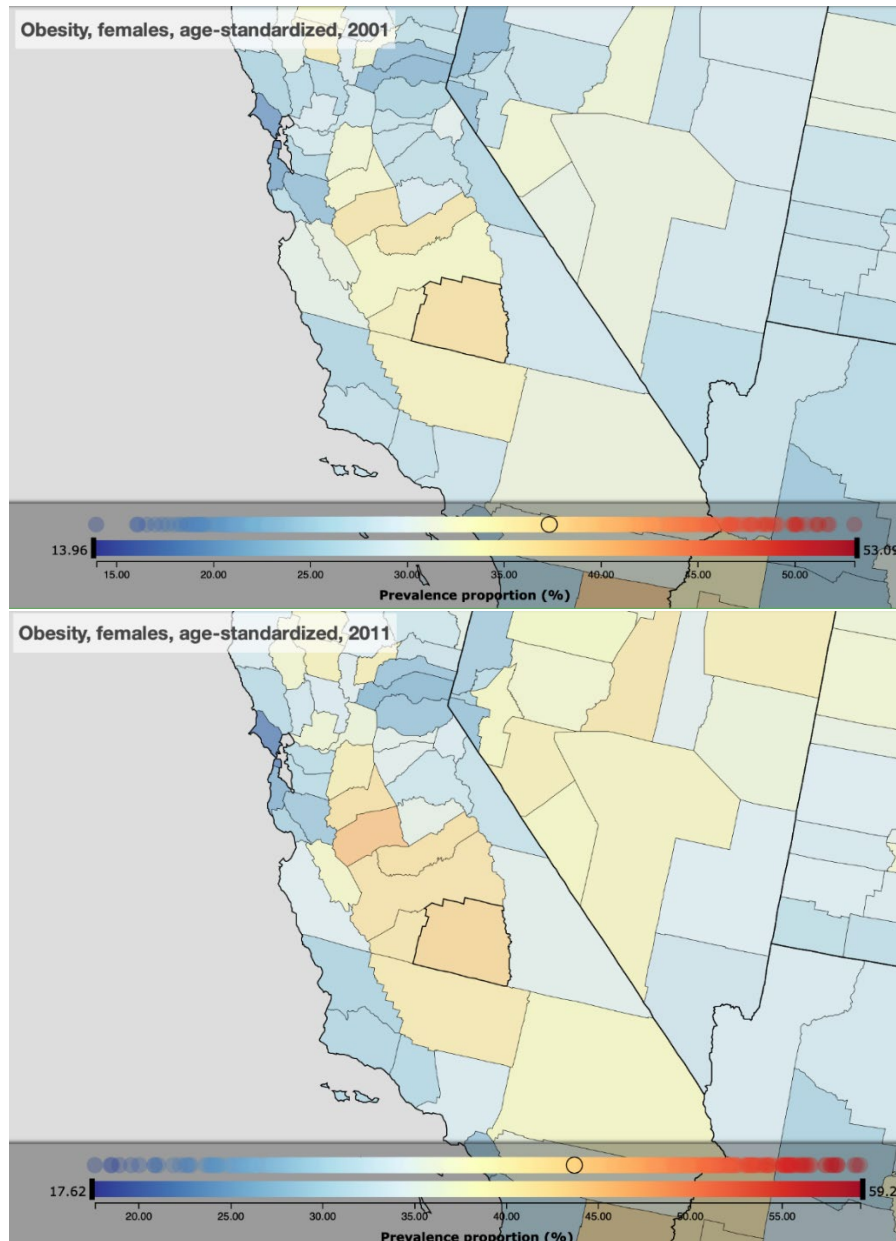 Obesity, females, age-standardized, 2001
13.96
53.09
15.00 20.00 25.00 30.00 35.00 40.00 45.00 50.00
Prevalence proportion (%)
Obesity, females, age-standardized, 2011
17.62
59.2
20.00 25.00 30.00 35.00 40.00 45.00 50.00 55.00
Prevalence proportion (%)